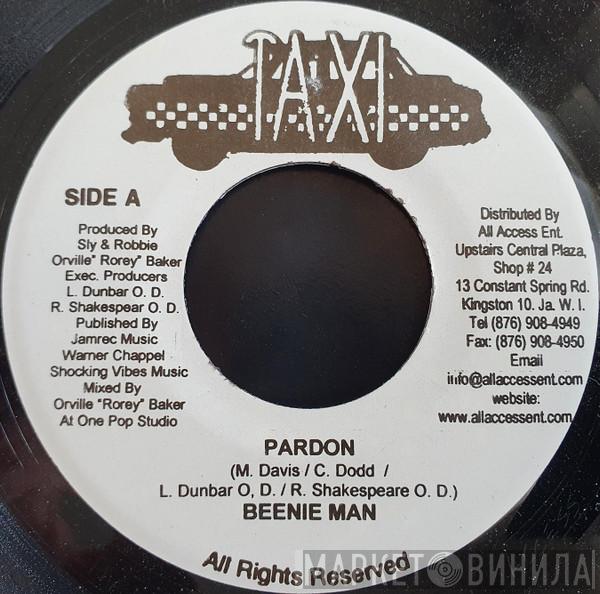 TAXI
SIDE A
Produced By
Sly & Robbie
Orville "Rorey" Baker
Exec. Producers
L. Dunbar O. D.
R. Shakespear O. D.
Published By
Jamrec Music
Warner Chappel
Shocking Vibes Music
Mixed By
Orville "Rorey" Baker
At One Pop Studio
Distributed By
All Access Ent.
Upstairs Central Plaza,
Shop # 24
13 Constant Spring Rd.
Kingston 10. Ja. W. I.
Tel (876) 908-4949
Fax: (876) 908-4950
Email
info@allaccessent.com
website:
www.allaccessent.com
PARDON
(M. Davis / C. Dodd /
L. Dunbar O, D. / R. Shakespeare O. D.)
BEENIE MAN
All Rights Reserved
МАРКЕТ ВИНИЛА